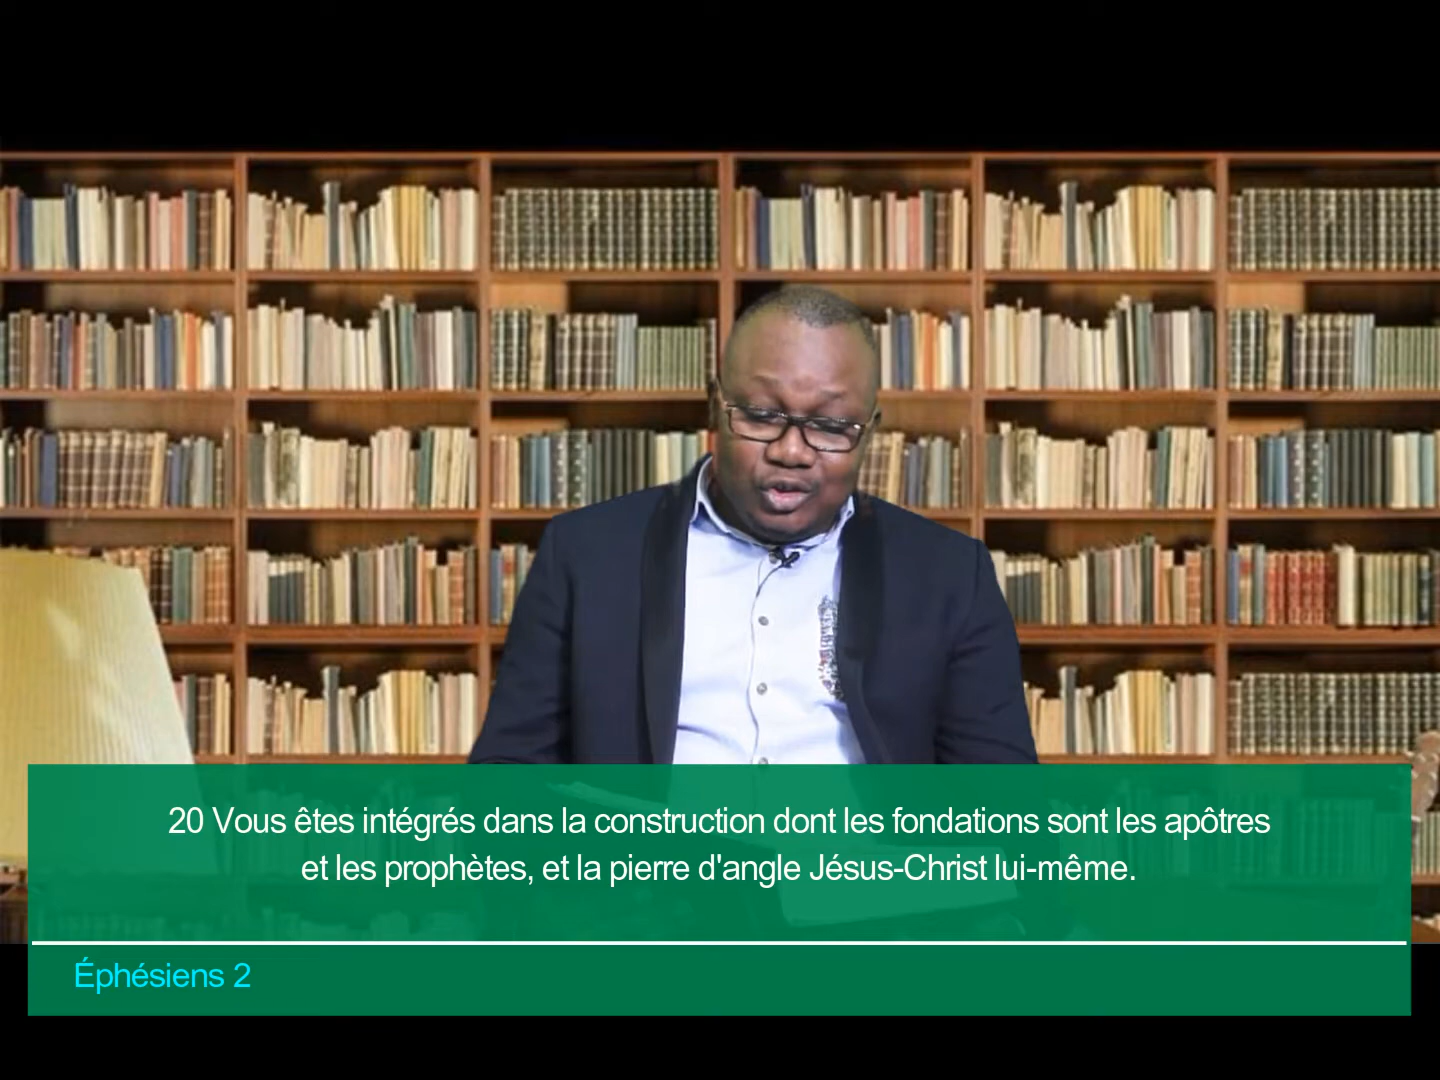 20 Vous êtes intégrés dans la construction dont les fondations sont les apôtres
et les prophètes, et la pierre d'angle Jésus-Christ lui-même.
Éphésiens 2